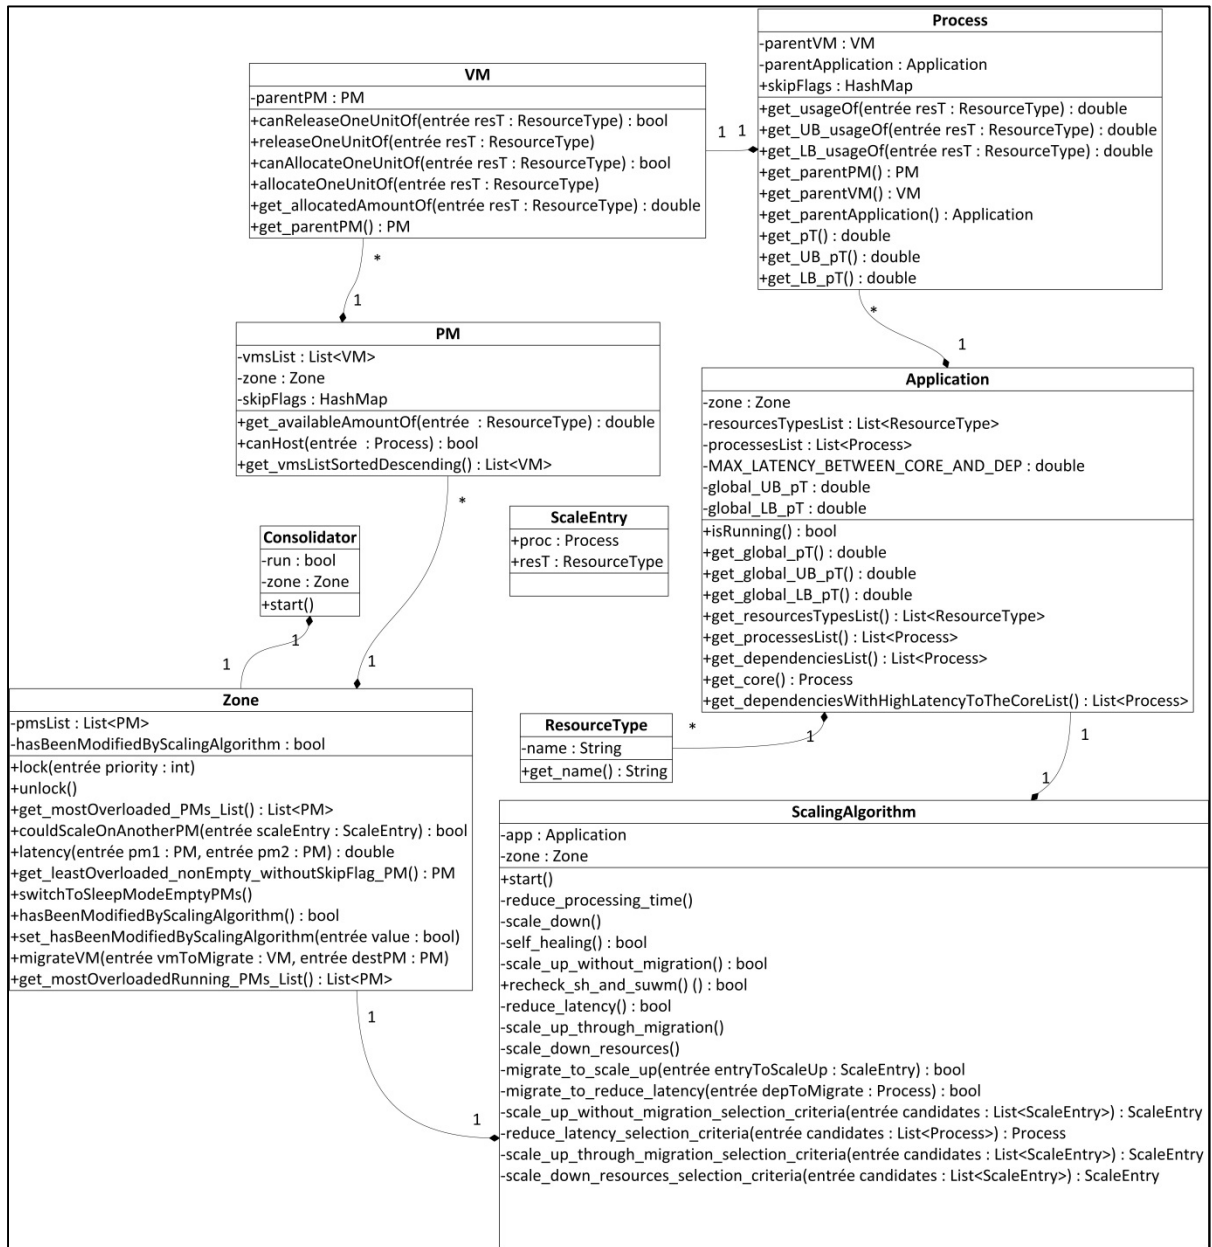 Process
-parentVM : VM
-parentApplication : Application
+skipFlags : HashMap
+get_usageOf(entrée resT : ResourceType) : double
+get_UB_usageOf(entrée resT : ResourceType) : double
+get_LB_usageOf(entrée resT : ResourceType) : double
+get_parentPM() : PM
+get_parentVM() : VM
+get_parentApplication() : Application
+get_pT() : double
+get_UB_pT() : double
+get_LB_pT() : double
VM
-parentPM : PM
+canReleaseOneUnitOf(entrée resT : ResourceType) : bool
+releaseOneUnitOf(entrée resT : ResourceType)
+canAllocateOneUnitOf(entrée resT : ResourceType) : bool
+allocateOneUnitOf(entrée resT : ResourceType)
+get_allocatedAmountOf(entrée resT : ResourceType) : double
+get_parentPM() : PM
1
1
*
1
*
1
PM
-vmsList : List<VM>
-zone : Zone
-skipFlags : HashMap
+get_availableAmountOf(entrée : ResourceType) : double
+canHost(entrée : Process) : bool
+get_vmsListSortedDescending() : List<VM>
Application
-zone : Zone
-resourcesTypesList : List<ResourceType>
-processesList : List<Process>
-MAX_LATENCY_BETWEEN_CORE_AND_DEP : double
-global_UB_pT : double
-global_LB_pT : double
+isRunning() : bool
+get_global_pT() : double
+get_global_UB_pT() : double
+get_global_LB_pT() : double
+get_resourcesTypesList() : List<ResourceType>
+get_processesList() : List<Process>
+get_dependenciesList() : List<Process>
+get_core() : Process
+get_dependenciesWithHighLatencyToTheCoreList() : List<Process>
*
1
ScaleEntry
+proc : Process
+resT : ResourceType
Consolidator
-run : bool
-zone : Zone
+start()
1
1
Zone
-pmsList : List<PM>
-hasBeenModifiedByScalingAlgorithm : bool
+lock(entrée priority : int)
+unlock()
+get_mostOverloaded_PMs_List() : List<PM>
+couldScaleOnAnotherPM(entrée scaleEntry : ScaleEntry) : bool
+latency(entrée pm1 : PM, entrée pm2 : PM) : double
+get_leastOverloaded_nonEmpty_withoutSkipFlag_PM() : PM
+switchToSleepModeEmptyPMs()
+hasBeenModifiedByScalingAlgorithm() : bool
+set_hasBeenModifiedByScalingAlgorithm(entrée value : bool)
+migrateVM(entrée vmToMigrate : VM, entrée destPM : PM)
+get_mostOverloadedRunning_PMs_List() : List<PM>
ResourceType
-name : String
+get_name() : String
*
1
1
1
1
1
ScalingAlgorithm
-app : Application
-zone : Zone
+start()
-reduce_processing_time()
-scale_down()
-self_healing() : bool
-scale_up_without_migration() : bool
+recheck_sh_and_suwm() () : bool
-reduce_latency() : bool
-scale_up_through_migration()
-scale_down_resources()
-migrate_to_scale_up(entrée entryToScaleUp : ScaleEntry) : bool
-migrate_to_reduce_latency(entrée depToMigrate : Process) : bool
-scale_up_without_migration_selection_criteria(entrée candidates : List<ScaleEntry>) : ScaleEntry
-reduce_latency_selection_criteria(entrée candidates : List<Process>) : Process
-scale_up_through_migration_selection_criteria(entrée candidates : List<ScaleEntry>) : ScaleEntry
-scale_down_resources_selection_criteria(entrée candidates : List<ScaleEntry>) : ScaleEntry